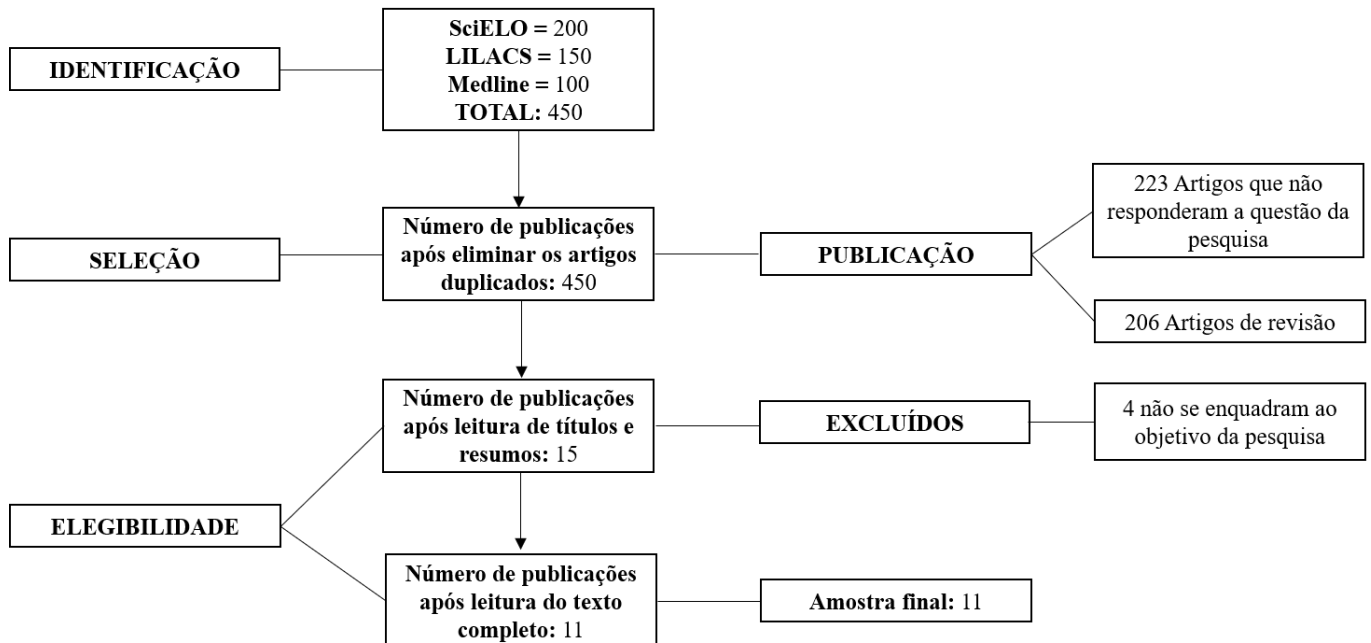 IDENTIFICAÇÃO
SciELO = 200
LILACS = 150
Medline = 100
TOTAL: 450
SELEÇÃO
Número de publicações
após eliminar os artigos
duplicados: 450
PUBLICAÇÃO
223 Artigos que não
responderam a questão da
pesquisa
206 Artigos de revisão
ELEGIBILIDADE
Número de publicações
após leitura de títulos e
resumos: 15
EXCLUÍDOS
4 não se enquadram ao
objetivo da pesquisa
Número de publicações
após leitura do texto
completo: 11
Amostra final: 11